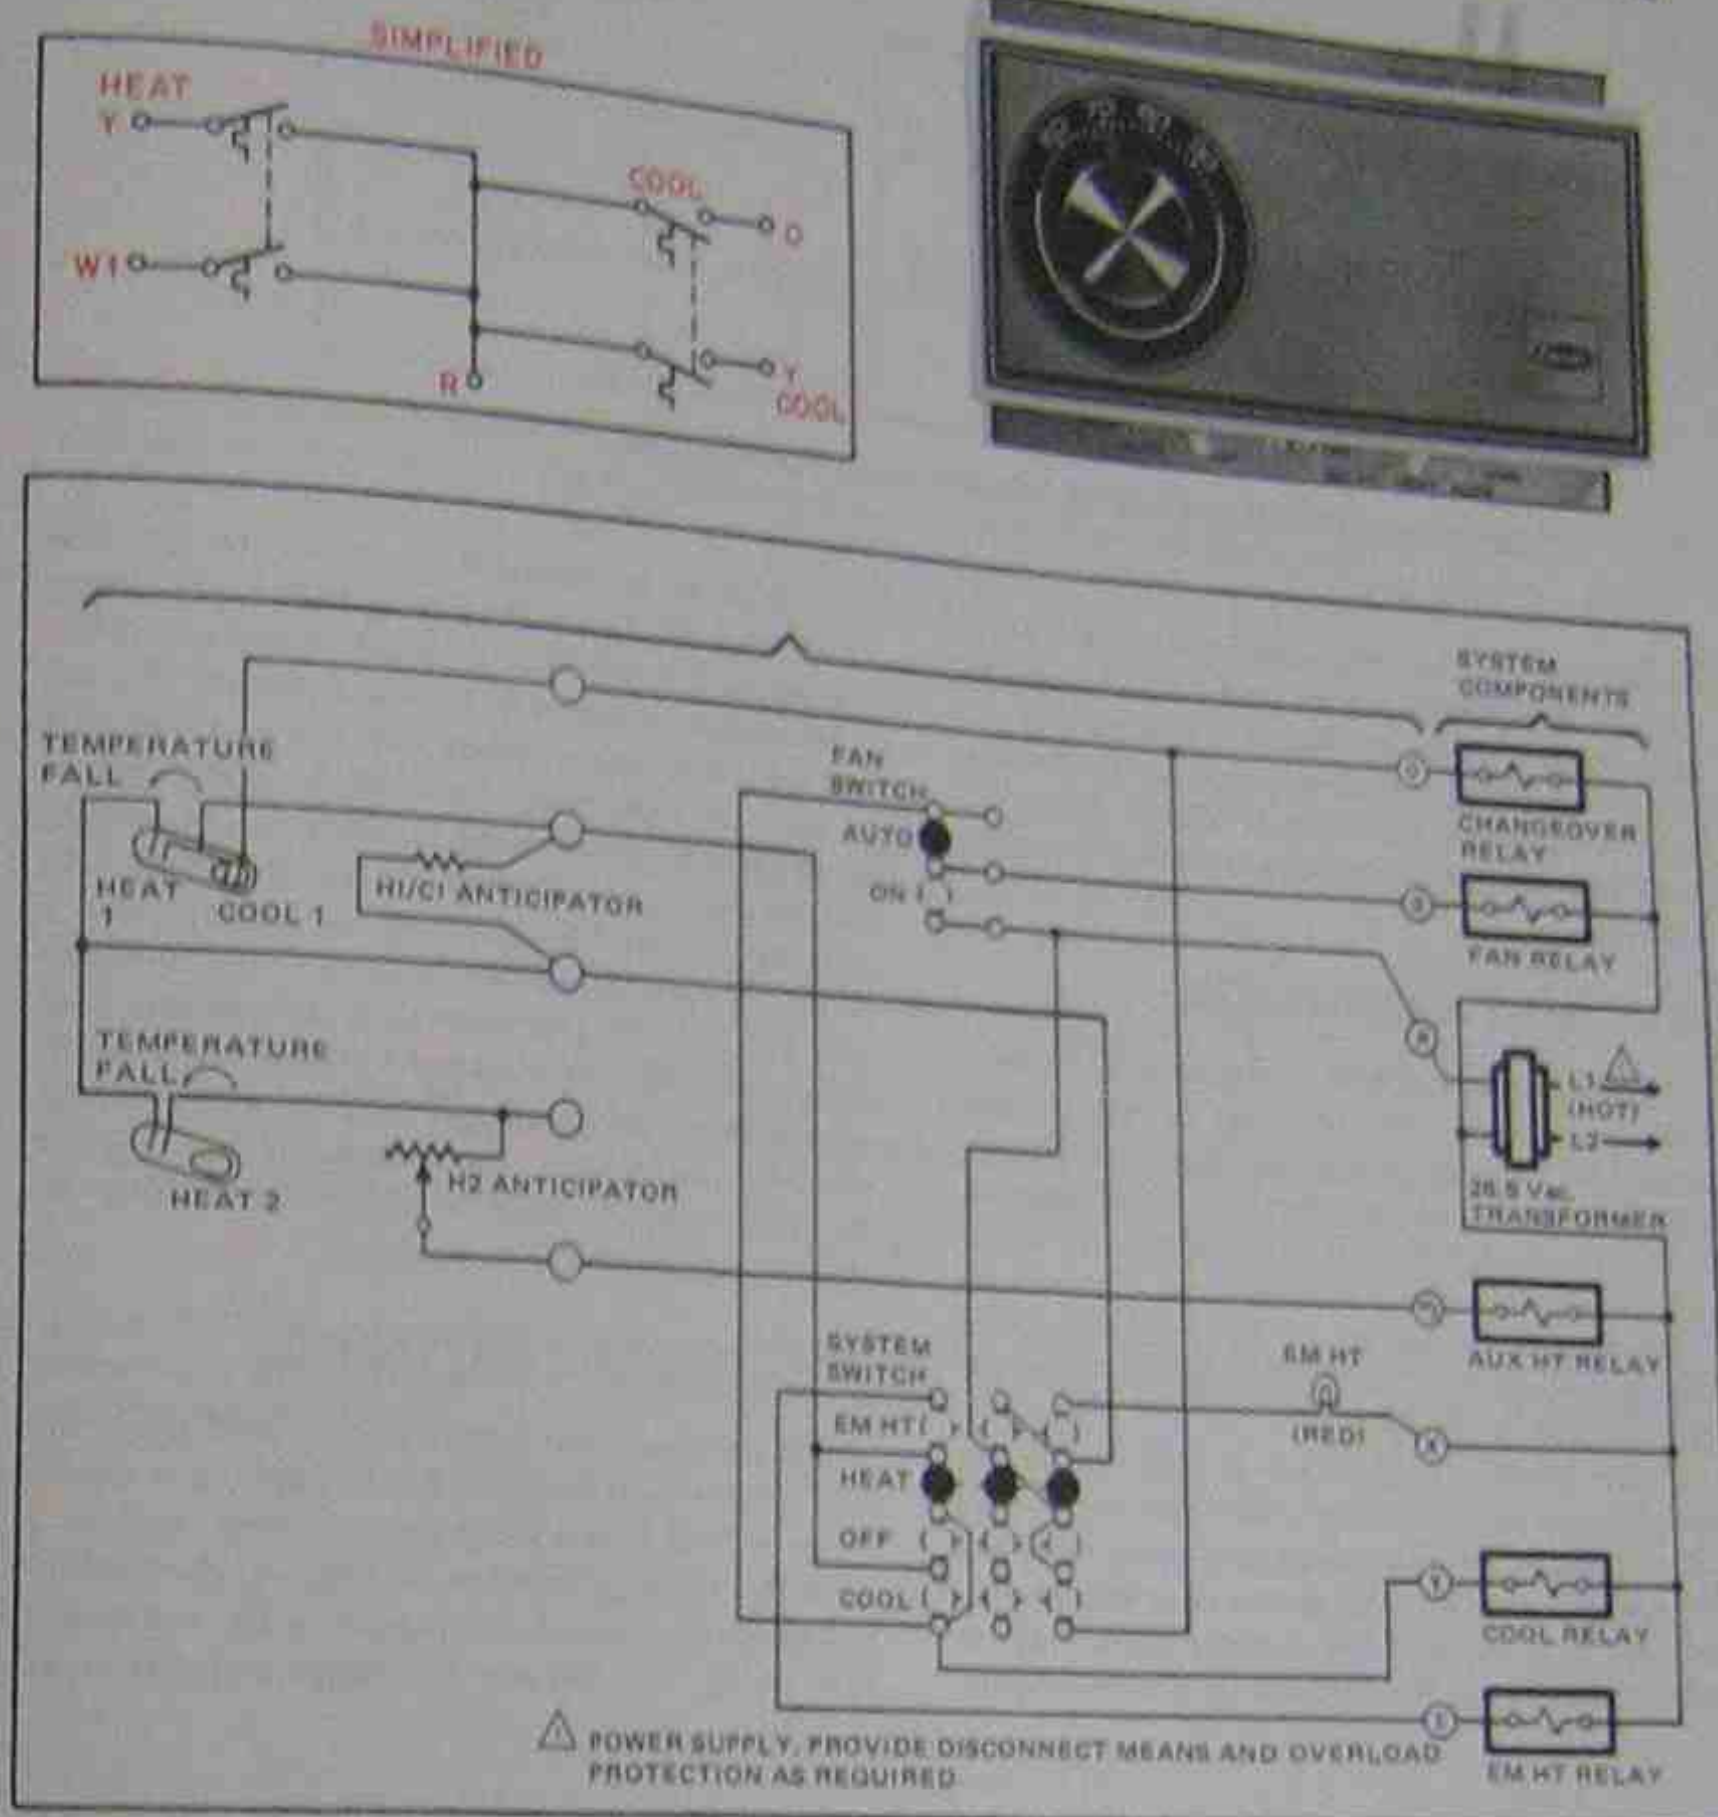 SIMPLIFIED
HEAT
Y
COOL
O
W1
R
Y
COOL
SYSTEM
COMPONENTS
TEMPERATURE
FALL
FAN
SWITCH
O
AUTO
CHANGEOVER
RELAY
HEAT
1
COOL 1
H1/C1 ANTICIPATOR
ON
G
FAN RELAY
TEMPERATURE
FALL
R
L1
(HOT)
L2
HEAT 2
H2 ANTICIPATOR
Vac.
TRANSFORMER
SYSTEM
SWITCH
EM HT
AUX HT RELAY
EM HT
(RED)
X
HEAT
OFF
COOL
Y
COOL RELAY
E
POWER SUPPLY. PROVIDE DISCONNECT MEANS AND OVERLOAD
PROTECTION AS REQUIRED.
EM HT RELAY